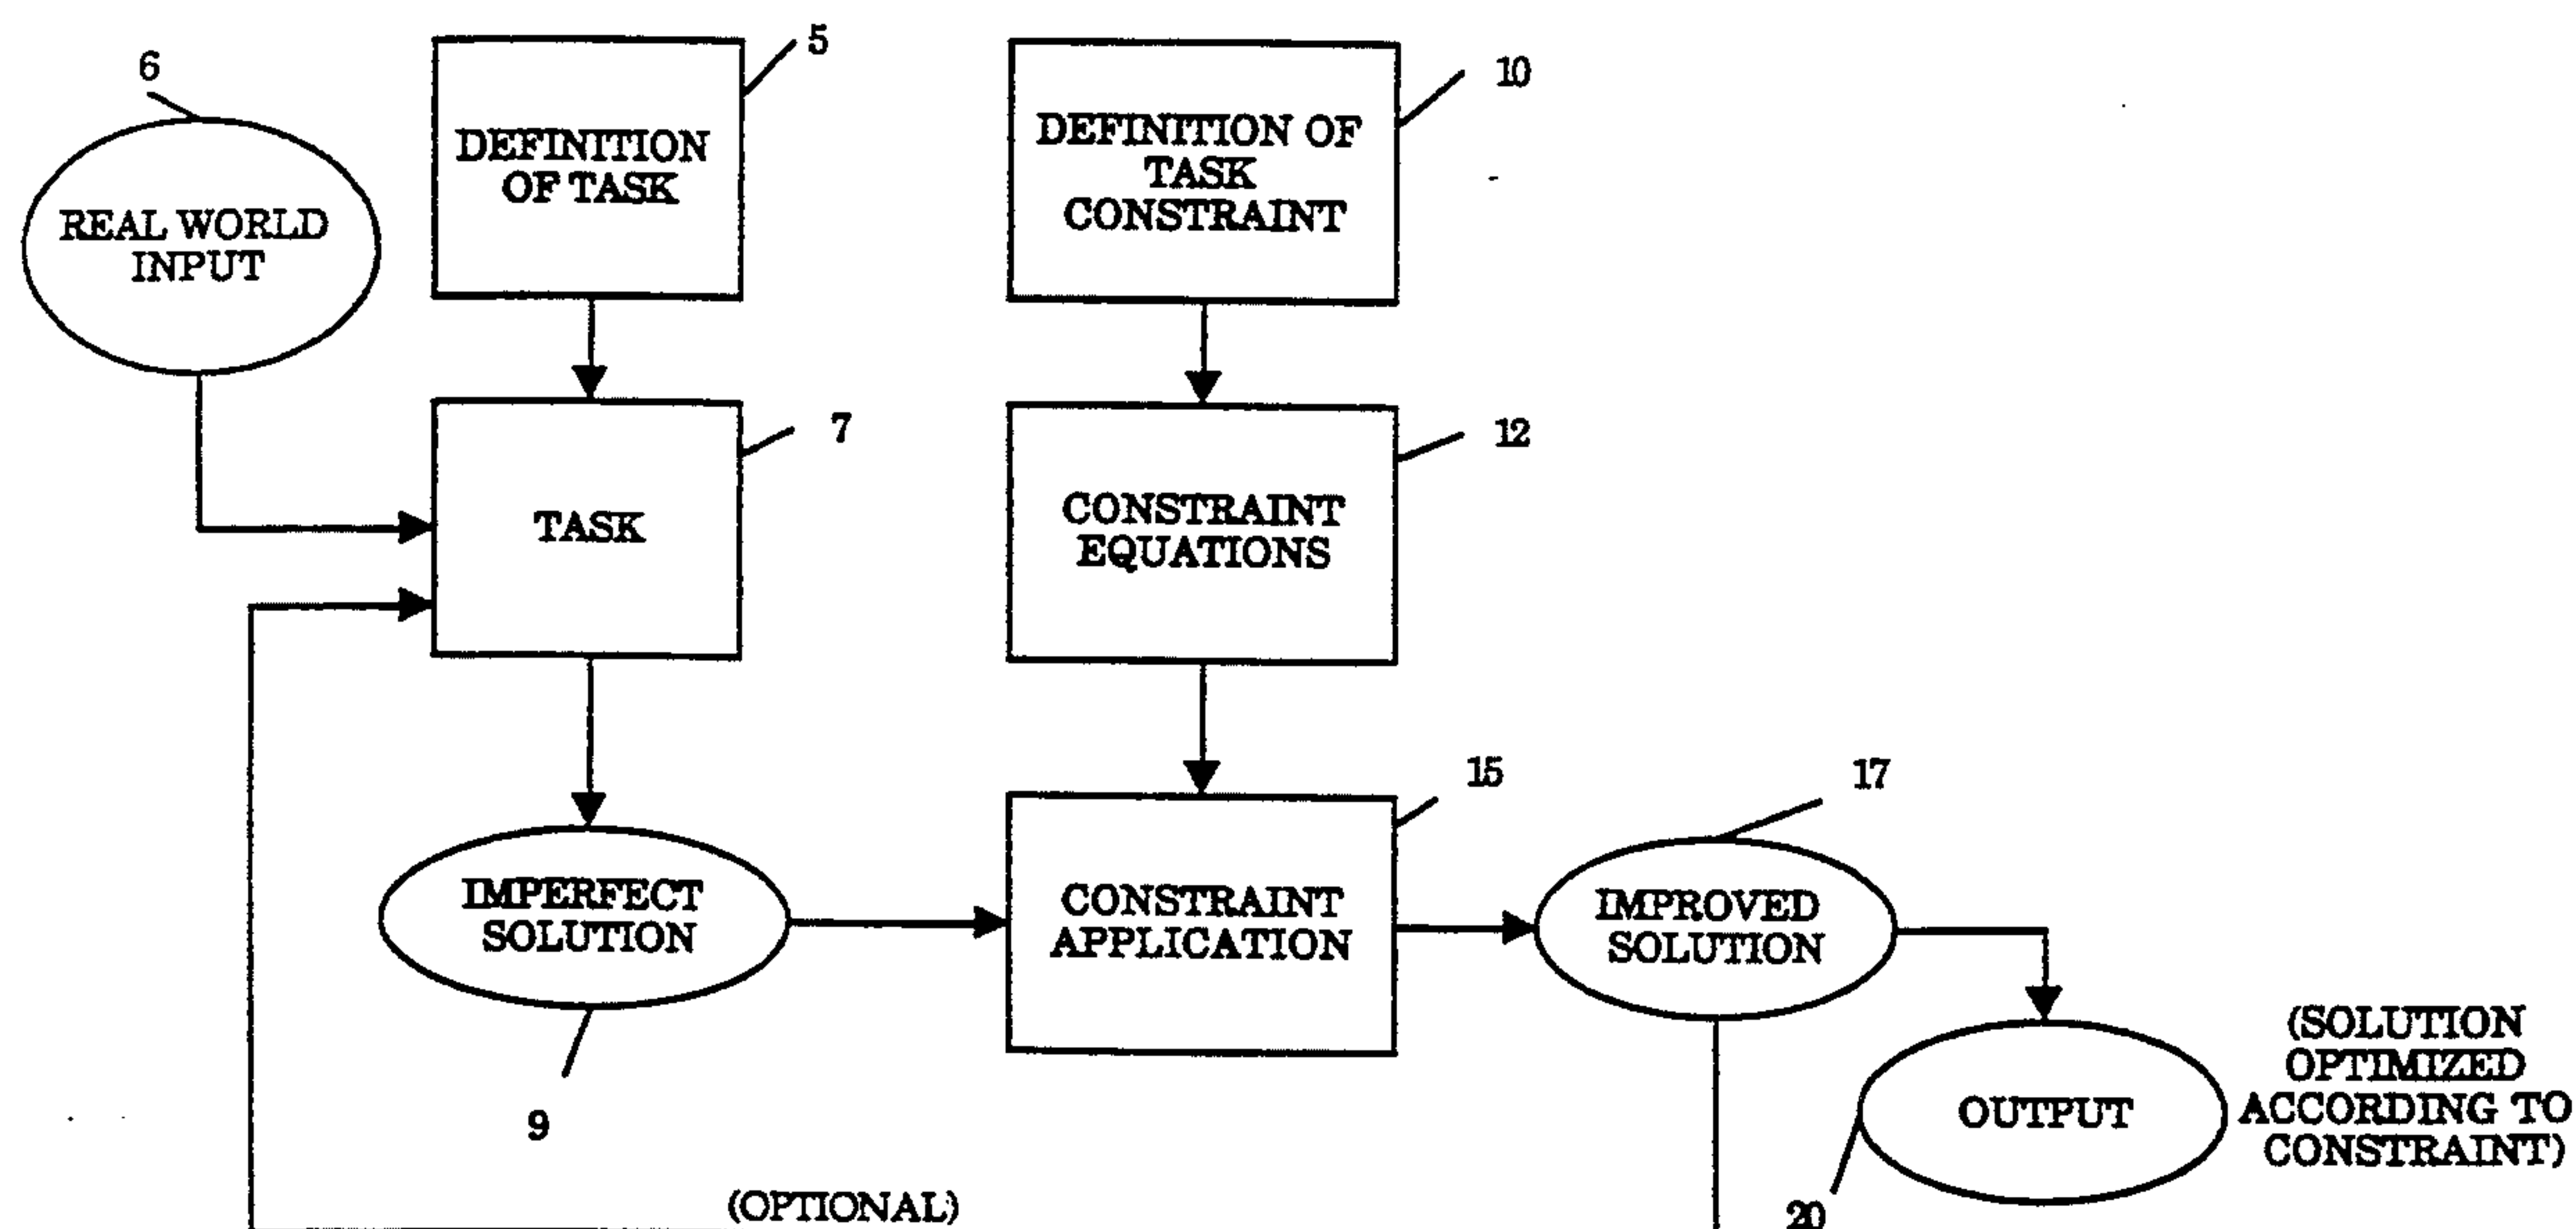 5
6
10
DEFINITION
OF TASK
DEFINITION OF
TASK
CONSTRAINT
REAL WORLD
INPUT
7
12
TASK
CONSTRAINT
EQUATIONS
15
17
IMPERFECT
SOLUTION
CONSTRAINT
APPLICATION
IMPROVED
SOLUTION
9
OUTPUT
(SOLUTION
OPTIMIZED
ACCORDING TO
CONSTRAINT)
(OPTIONAL)
20